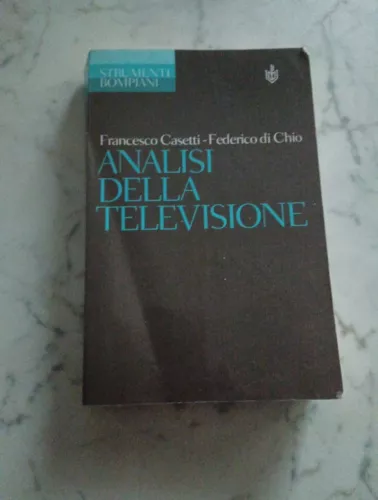 STRUMENTI
BOMPIANI
Francesco Casetti - Federico di Chio
ANALISI
DELLA
TELEVISIONE